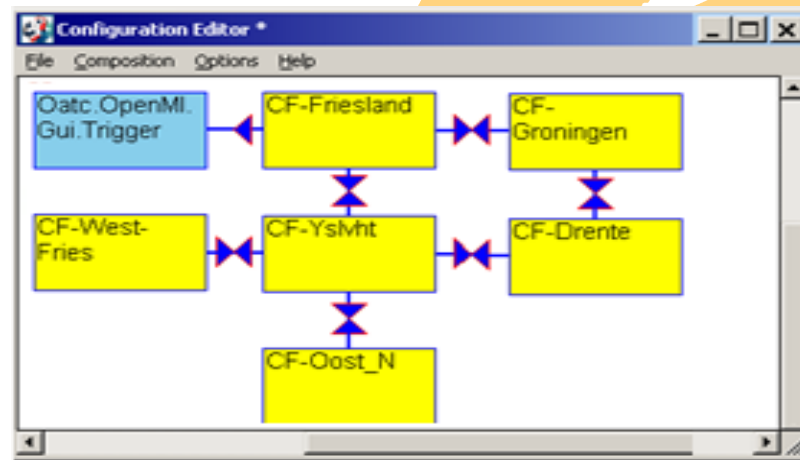 Configuration Editor *
File Composition Options Help
Oatc.OpenMI.
Gui.Trigger
CF-Friesland
CF-
Groningen
CF-West-
Fries
CF-Yslvht
CF-Drente
CF-Oost_N